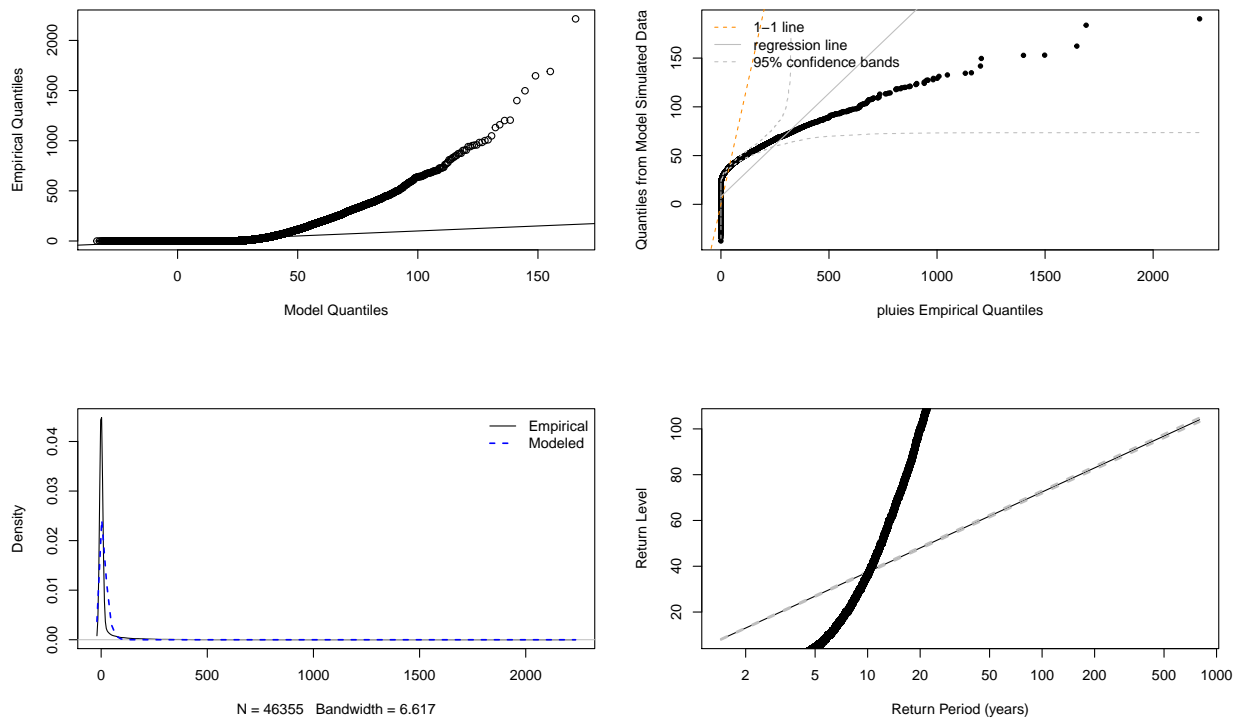 Empirical Quantiles
0 500 1000 1500 2000
0 50 100 150
Model Quantiles
Quantiles from Model Simulated Data
0 50 100 150
1−1 line
regression line
95% confidence bands
0 500 1000 1500 2000
pluies Empirical Quantiles
Density
0.00 0.01 0.02 0.03 0.04
Empirical
Modeled
0 500 1000 1500 2000
N = 46355 Bandwidth = 6.617
Return Level
20 40 60 80 100
2 5 10 20 50 100 200 500 1000
Return Period (years)